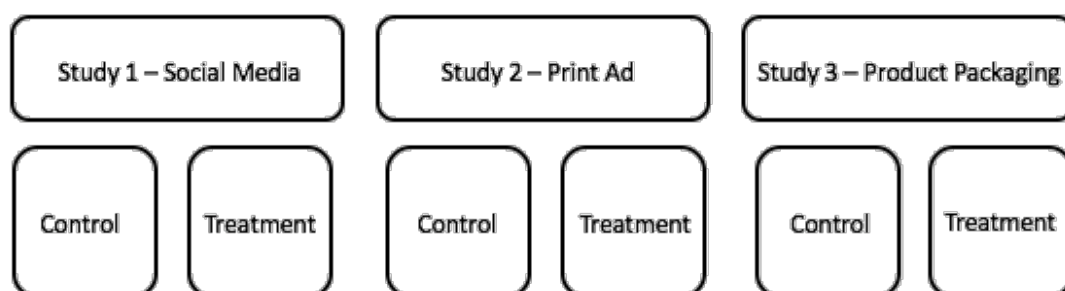 Study 1 – Social Media
Study 2 – Print Ad
Study 3 – Product Packaging
Control
Treatment
Control
Treatment
Control
Treatment